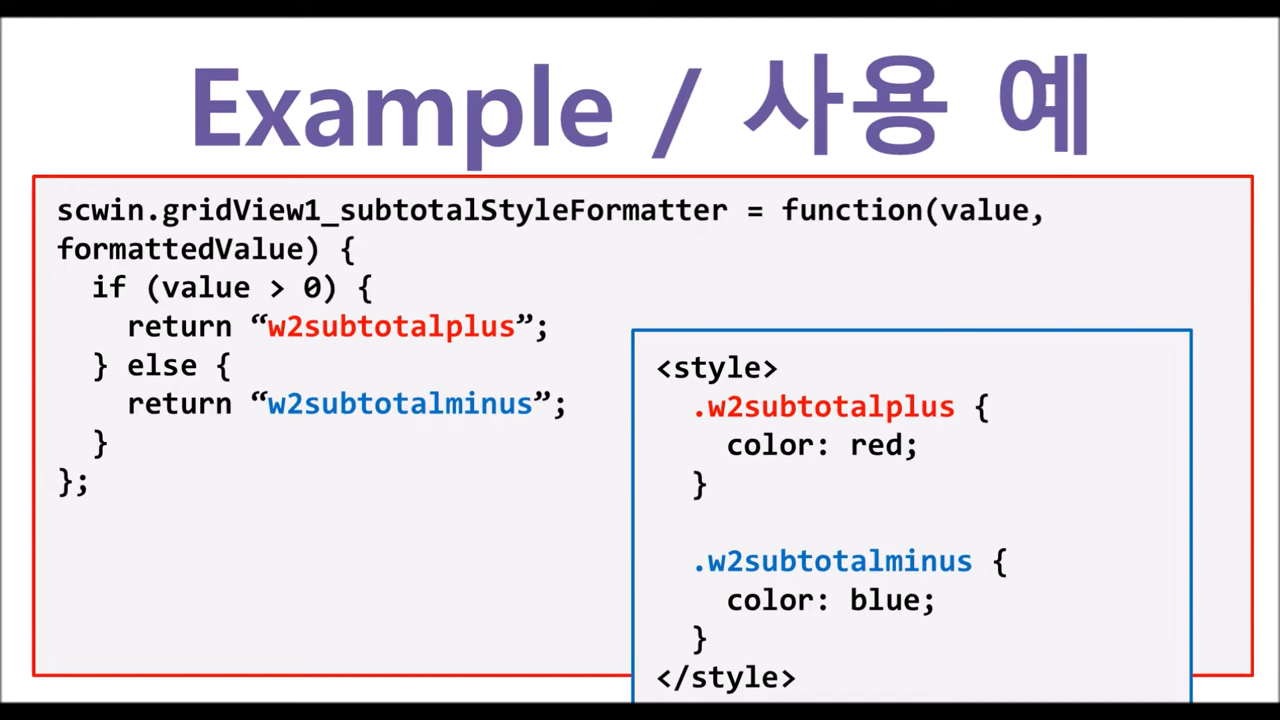 Example / 사용 예
scwin.gridView1_subtotalStyleFormatter = function(value,
formattedValue) {
  if (value > 0) {
    return “w2subtotalplus”;
  } else {
    return “w2subtotalminus”;
  }
};
<style>
  .w2subtotalplus {
    color: red;
  }

  .w2subtotalminus {
    color: blue;
  }
</style>